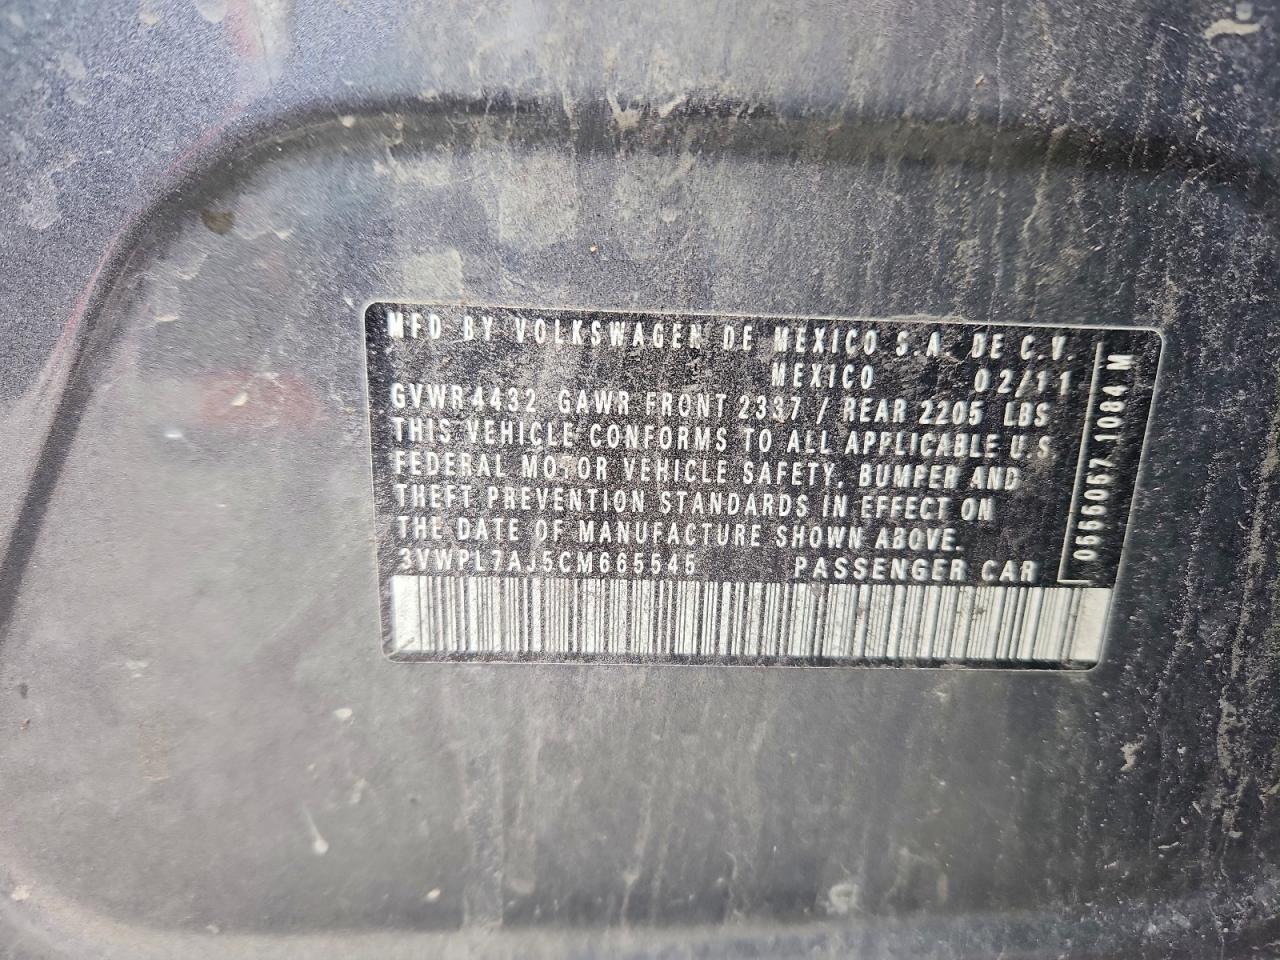 MFD BY VOLKSWAGEN DE MEXICO S.A. DE C.V.
MEXICO 02/11
GVWR 4432 GAWR FRONT 2337 / REAR 2205 LBS
THIS VEHICLE CONFORMS TO ALL APPLICABLE U.S
FEDERAL MOTOR VEHICLE SAFETY, BUMPER AND
THEFT PREVENTION STANDARDS IN EFFECT ON
THE DATE OF MANUFACTURE SHOWN ABOVE.
3VWPL7AJ5CM665545 PASSENGER CAR
1084 M